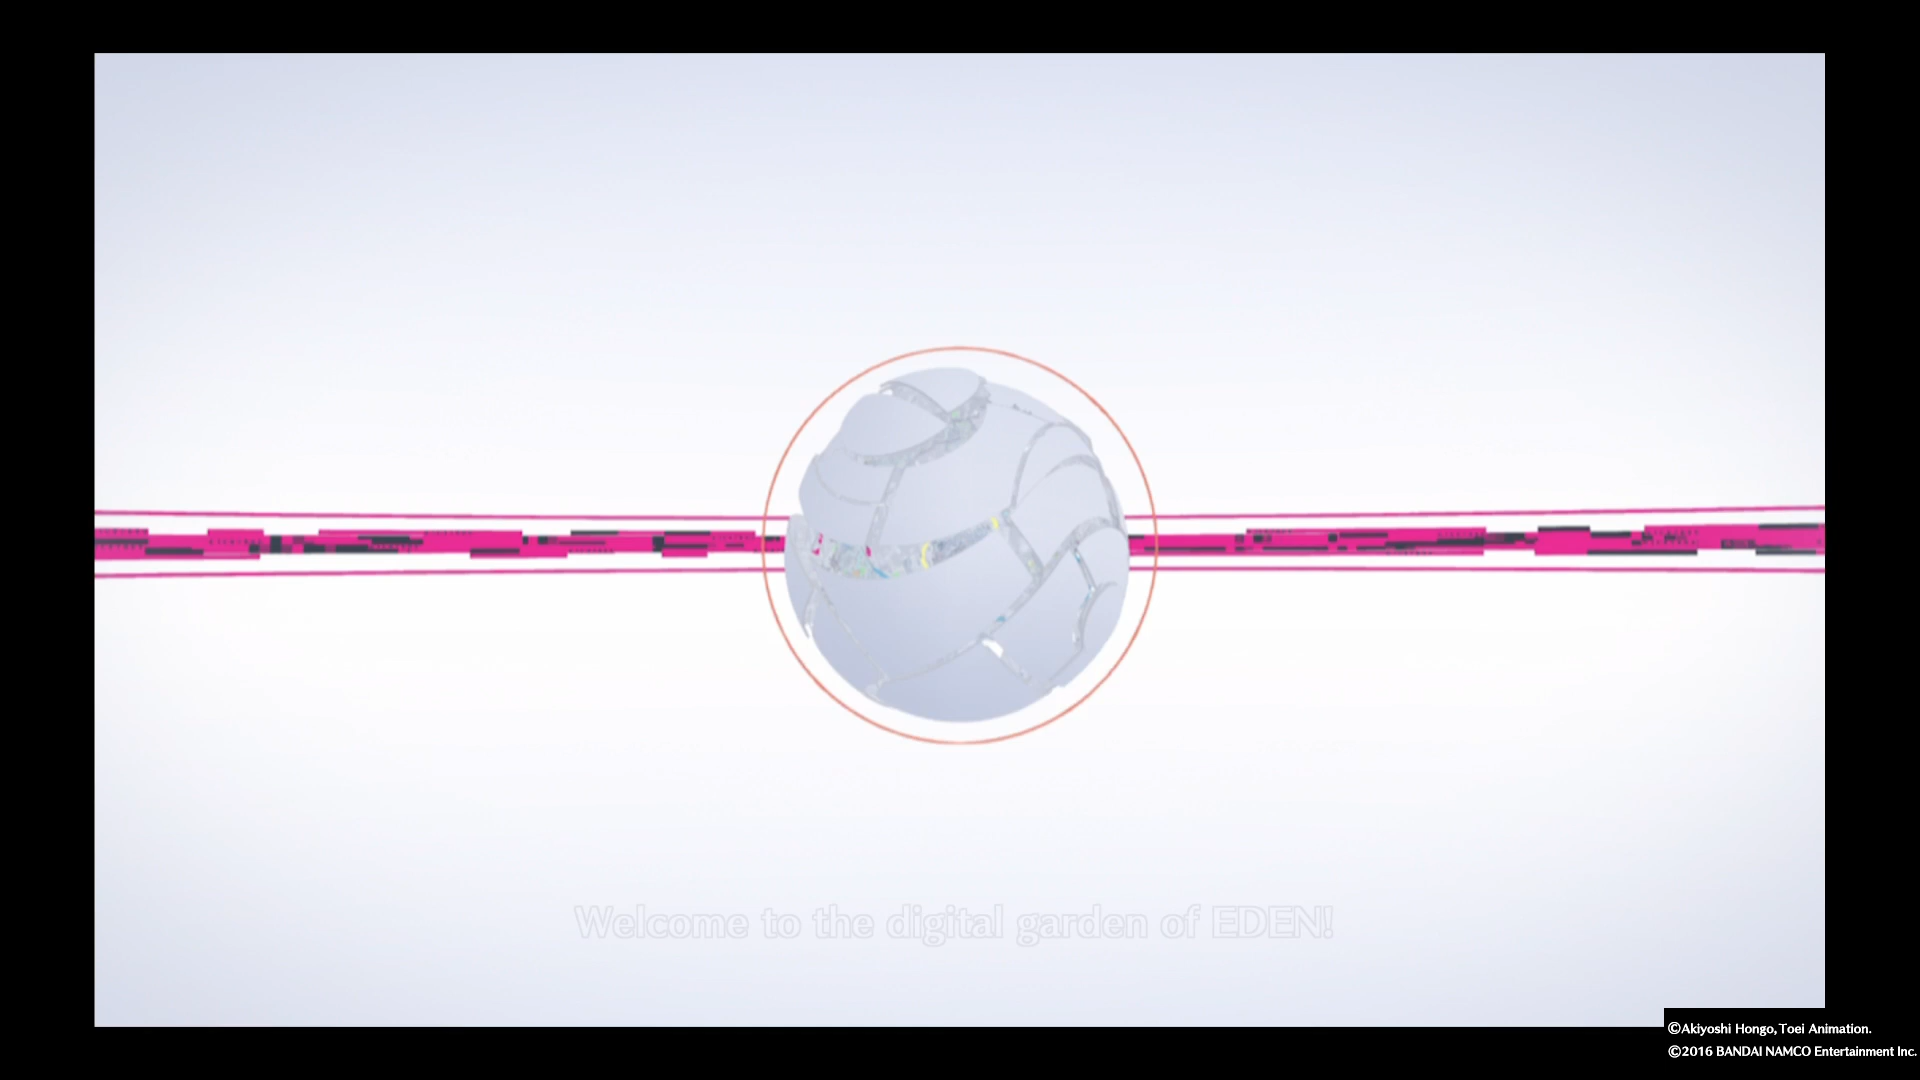 Welcome to the digital garden of EDEN!
©Akiyoshi Hongo, Toei Animation.
©2016 BANDAI NAMCO Entertainment Inc.